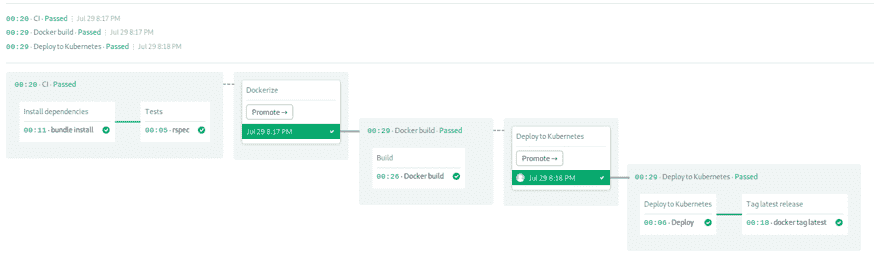 00:20 · CI · Passed | Jul 29 8:17 PM
00:29 · Docker build · Passed | Jul 29 8:17 PM
00:29 · Deploy to Kubernetes · Passed | Jul 29 8:18 PM
00:20 · CI · Passed
Install dependencies
00:11 · bundle install
Tests
00:05 · rspec
Dockerize
Promote →
Jul 29 8:17 PM
00:29 · Docker build · Passed
Build
00:26 · Docker build
Deploy to Kubernetes
Promote →
Jul 29 8:18 PM
00:29 · Deploy to Kubernetes · Passed
Deploy to Kubernetes
00:06 · Deploy
Tag latest release
00:18 · docker tag latest